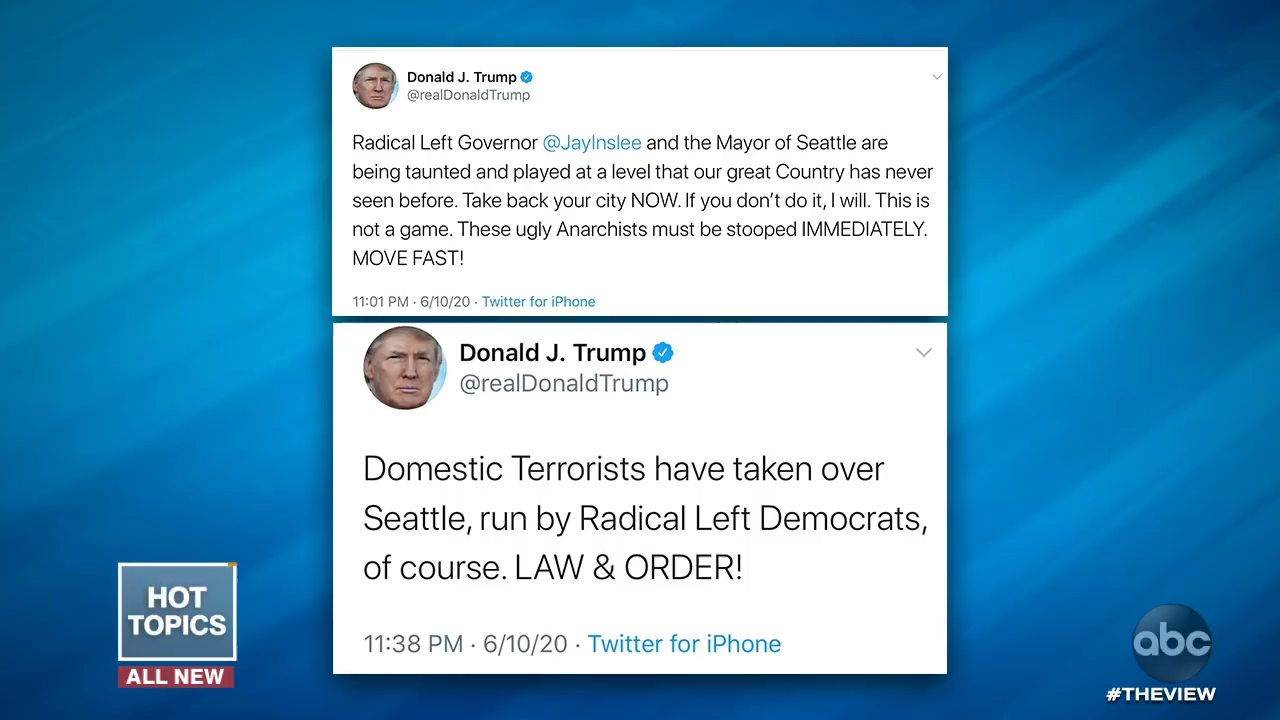 Donald J. Trump
@realDonaldTrump
Radical Left Governor @JayInslee and the Mayor of Seattle are
being taunted and played at a level that our great Country has never
seen before. Take back your city NOW. If you don't do it, I will. This is
not a game. These ugly Anarchists must be stooped IMMEDIATELY.
MOVE FAST!
11:01 PM · 6/10/20 · Twitter for iPhone
Donald J. Trump
@realDonaldTrump
Domestic Terrorists have taken over
Seattle, run by Radical Left Democrats,
of course. LAW & ORDER!
11:38 PM · 6/10/20 · Twitter for iPhone
HOT
TOPICS
ALL NEW
abc
#THEVIEW